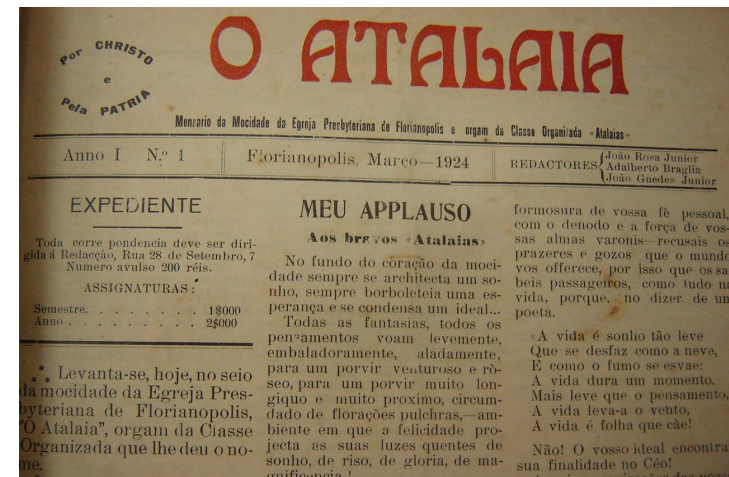 Por CHRISTO
e
Pela PATRIA
O ATALAIA
Mensario da Mocidade da Egreja Presbyteriana de Florianopolis e orgam da Classe Organisada «Atalaias»
Anno I N.º 1
Florianopolis, Março—1924
REDACTORES
João Rosa Junior
Adalberto Braglia
João Guedes Junior
EXPEDIENTE
Toda corre pondencia deve ser diri-
gida á Redacção, Rua 28 de Setembro, 7
Numero avulso 200 réis.
ASSIGNATURAS:
Semestre. . . . . . . . 1$000
Anno . . . . . . . . . 2$000
Levanta-se, hoje, no seio
da mocidade da Egreja Pres-
byteriana de Florianopolis,
"O Atalaia", orgam da Classe
Organizada que lhe deu o no-
me.
MEU APPLAUSO
Aos bravos «Atalaias»
No fundo do coração da moci-
dade sempre se architecta um so-
nho, sempre borboleteia uma es-
perança e se condensa um ideal...
Todas as fantasias, todos os
pensamentos voam levemente,
embaladoramente, aladamente,
para um porvir venturoso e rò-
seo, para um porvir muito lon-
giquo e muito proximo, circum-
dado de florações pulchras,—am-
biente em que a felicidade pro-
jecta as suas luzes quentes de
sonho, de riso, de gloria, de ma-
gnificencia!
formosura de vossa fè pessoal,
com o denodo e a força de vos-
sas almas varonis—recusais os
prazeres e gozos que o mundo
vos offerece, por isso que os sa
beis passageiros, como tudo na
vida, porque, no dizer de um
poeta.
«A vida é sonho tão leve
Que se desfaz como a neve,
E como o fumo se esvae:
A vida dura um momento.
Mais leve que o pensamento,
A vida leva-a o vento,
A vida é folha que càe!
Não! O vosso ideal encontra
sua finalidade no Céo!